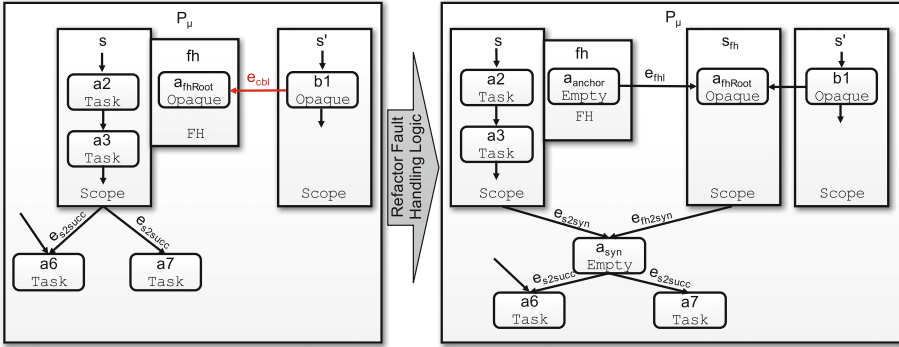 Pμ
s
fh
s'
a2
Task
a3
Task
Scope
afhRoot
Opaque
FH
ecbl
b1
Opaque
Scope
es2succ
es2succ
a6
Task
a7
Task
Refactor Fault
Handling Logic
Pμ
s
fh
sfh
s'
a2
Task
a3
Task
Scope
aanchor
Empty
FH
efhl
afhRoot
Opaque
Scope
b1
Opaque
Scope
es2syn
efh2syn
asyn
Empty
es2succ
es2succ
a6
Task
a7
Task